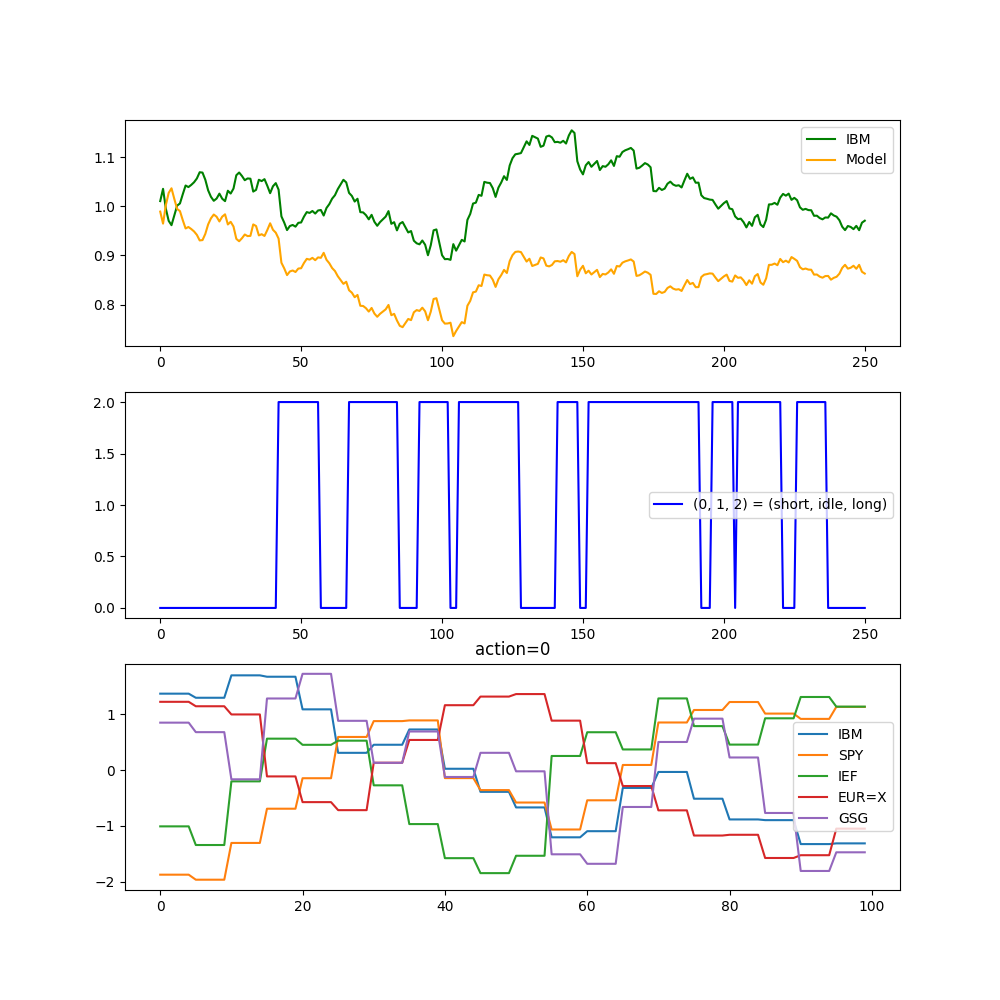 1.1
1.0
0.9
0.8
IBM
Model
0 50 100 150 200 250
2.0
1.5
1.0
0.5
0.0
(0, 1, 2) = (short, idle, long)
0 50 100 150 200 250
action=0
1
0
−1
−2
IBM
SPY
IEF
EUR=X
GSG
0 20 40 60 80 100